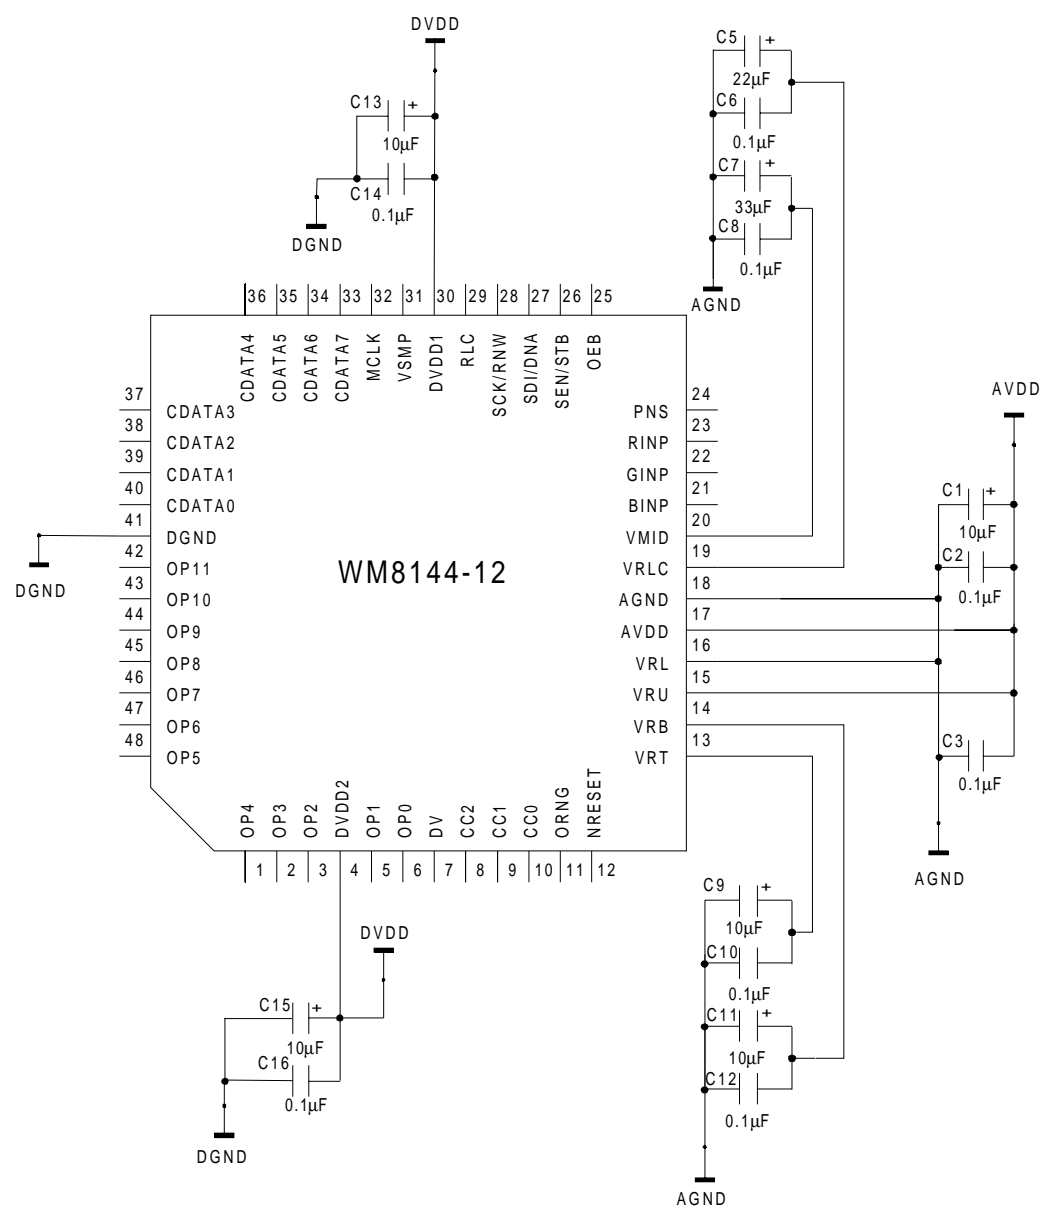 DVDD
C13 +
10µF
C14
0.1µF
DGND
C5 +
22µF
C6
0.1µF
C7 +
33µF
C8
0.1µF
AGND
36 35 34 33 32 31 30 29 28 27 26 25
CDATA4
CDATA5
CDATA6
CDATA7
MCLK
VSMP
DVDD1
RLC
SCK/RNW
SDI/DNA
SEN/STB
OEB
37
CDATA3
38
CDATA2
39
CDATA1
40
CDATA0
41
DGND
42
OP11
43
OP10
44
OP9
45
OP8
46
OP7
47
OP6
48
OP5
DGND
WM8144-12
24
PNS
23
RINP
22
GINP
21
BINP
20
VMID
19
VRLC
18
AGND
17
AVDD
16
VRL
15
VRU
14
VRB
13
VRT
AVDD
C1 +
10µF
C2
0.1µF
C3
0.1µF
AGND
OP4
OP3
OP2
DVDD2
OP1
OP0
DV
CC2
CC1
CC0
ORNG
NRESET
1 2 3 4 5 6 7 8 9 10 11 12
DVDD
C15 +
10µF
C16
0.1µF
DGND
C9 +
10µF
C10
0.1µF
C11 +
10µF
C12
0.1µF
AGND